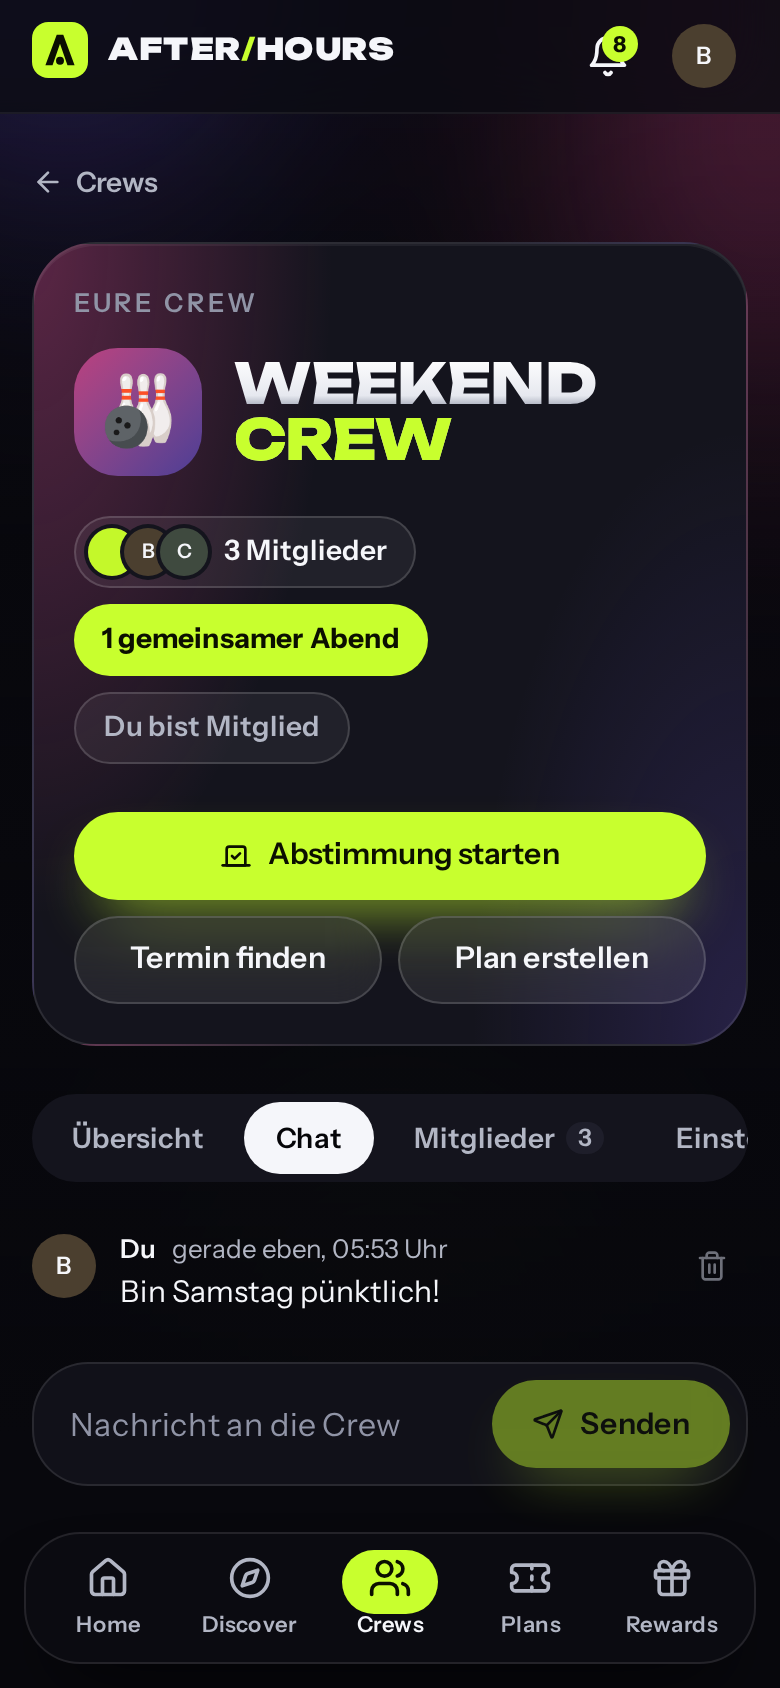 AFTER/HOURS
8
B
Crews
EURE CREW
WEEKEND
CREW
B C 3 Mitglieder
1 gemeinsamer Abend
Du bist Mitglied
Abstimmung starten
Termin finden Plan erstellen
Übersicht Chat Mitglieder 3 Einst
B Du gerade eben, 05:53 Uhr
Bin Samstag pünktlich!
Nachricht an die Crew Senden
Home Discover Crews Plans Rewards